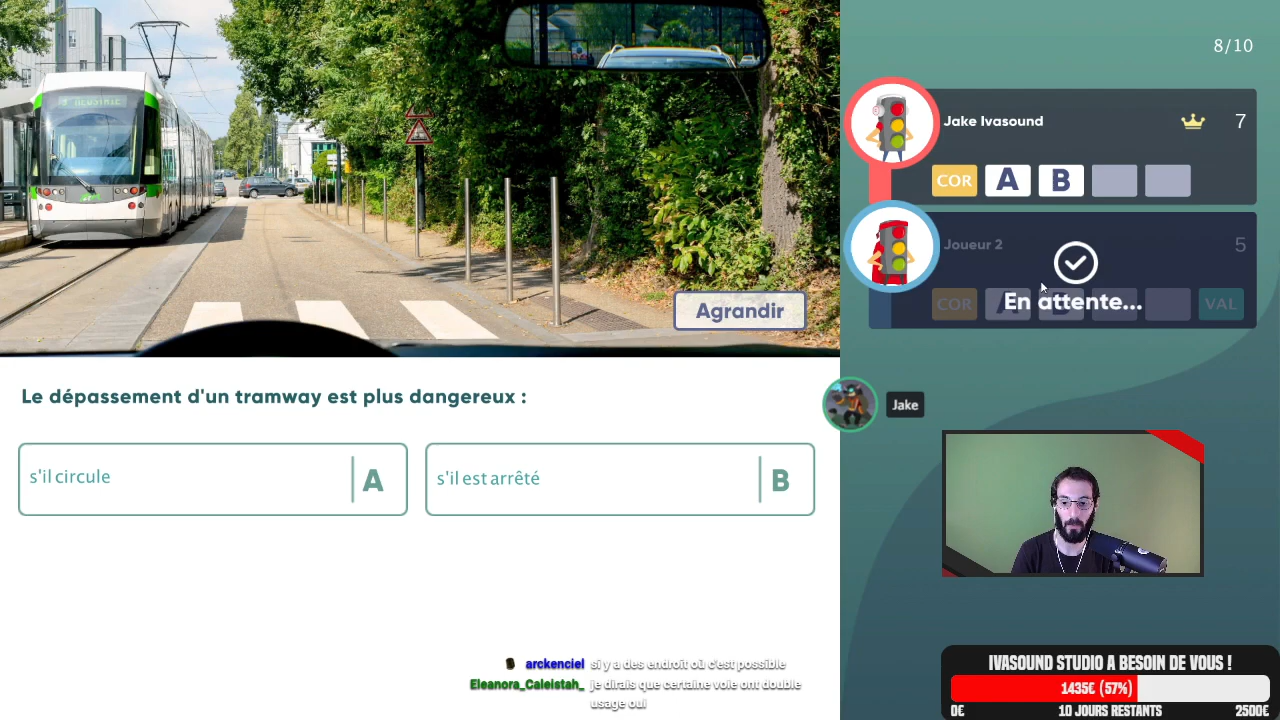 3 NEUSTRIE
Agrandir
Le dépassement d'un tramway est plus dangereux :
s'il circule
A
s'il est arrêté
B
8/10
Jake Ivasound
7
COR
A
B
Joueur 2
5
En attente...
COR
A
B
VAL
Jake
arckenciel si y a des endroit où c'est possible
Eleanora_Caleistah_ je dirais que certaine voie ont double
usage oui
IVASOUND STUDIO A BESOIN DE VOUS !
1435€ (57%)
0€ 10 JOURS RESTANTS 2500€